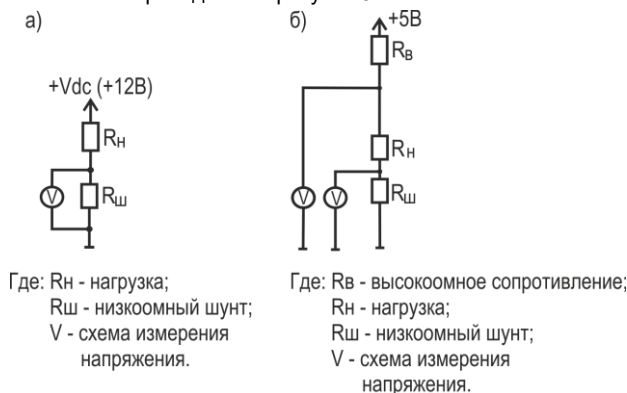 а)
+Vdc (+12В)
Rн
V
Rш
Где: Rн - нагрузка;
Rш - низкоомный шунт;
V - схема измерения
напряжения.
б)
+5В
Rв
Rн
V
V
Rш
Где: Rв - высокоомное сопротивление;
Rн - нагрузка;
Rш - низкоомный шунт;
V - схема измерения
напряжения.